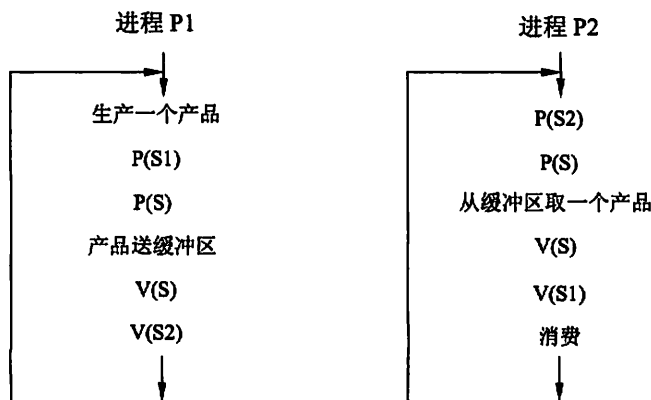 进程 P1
生产一个产品
P(S1)
P(S)
产品送缓冲区
V(S)
V(S2)
进程 P2
P(S2)
P(S)
从缓冲区取一个产品
V(S)
V(S1)
消费